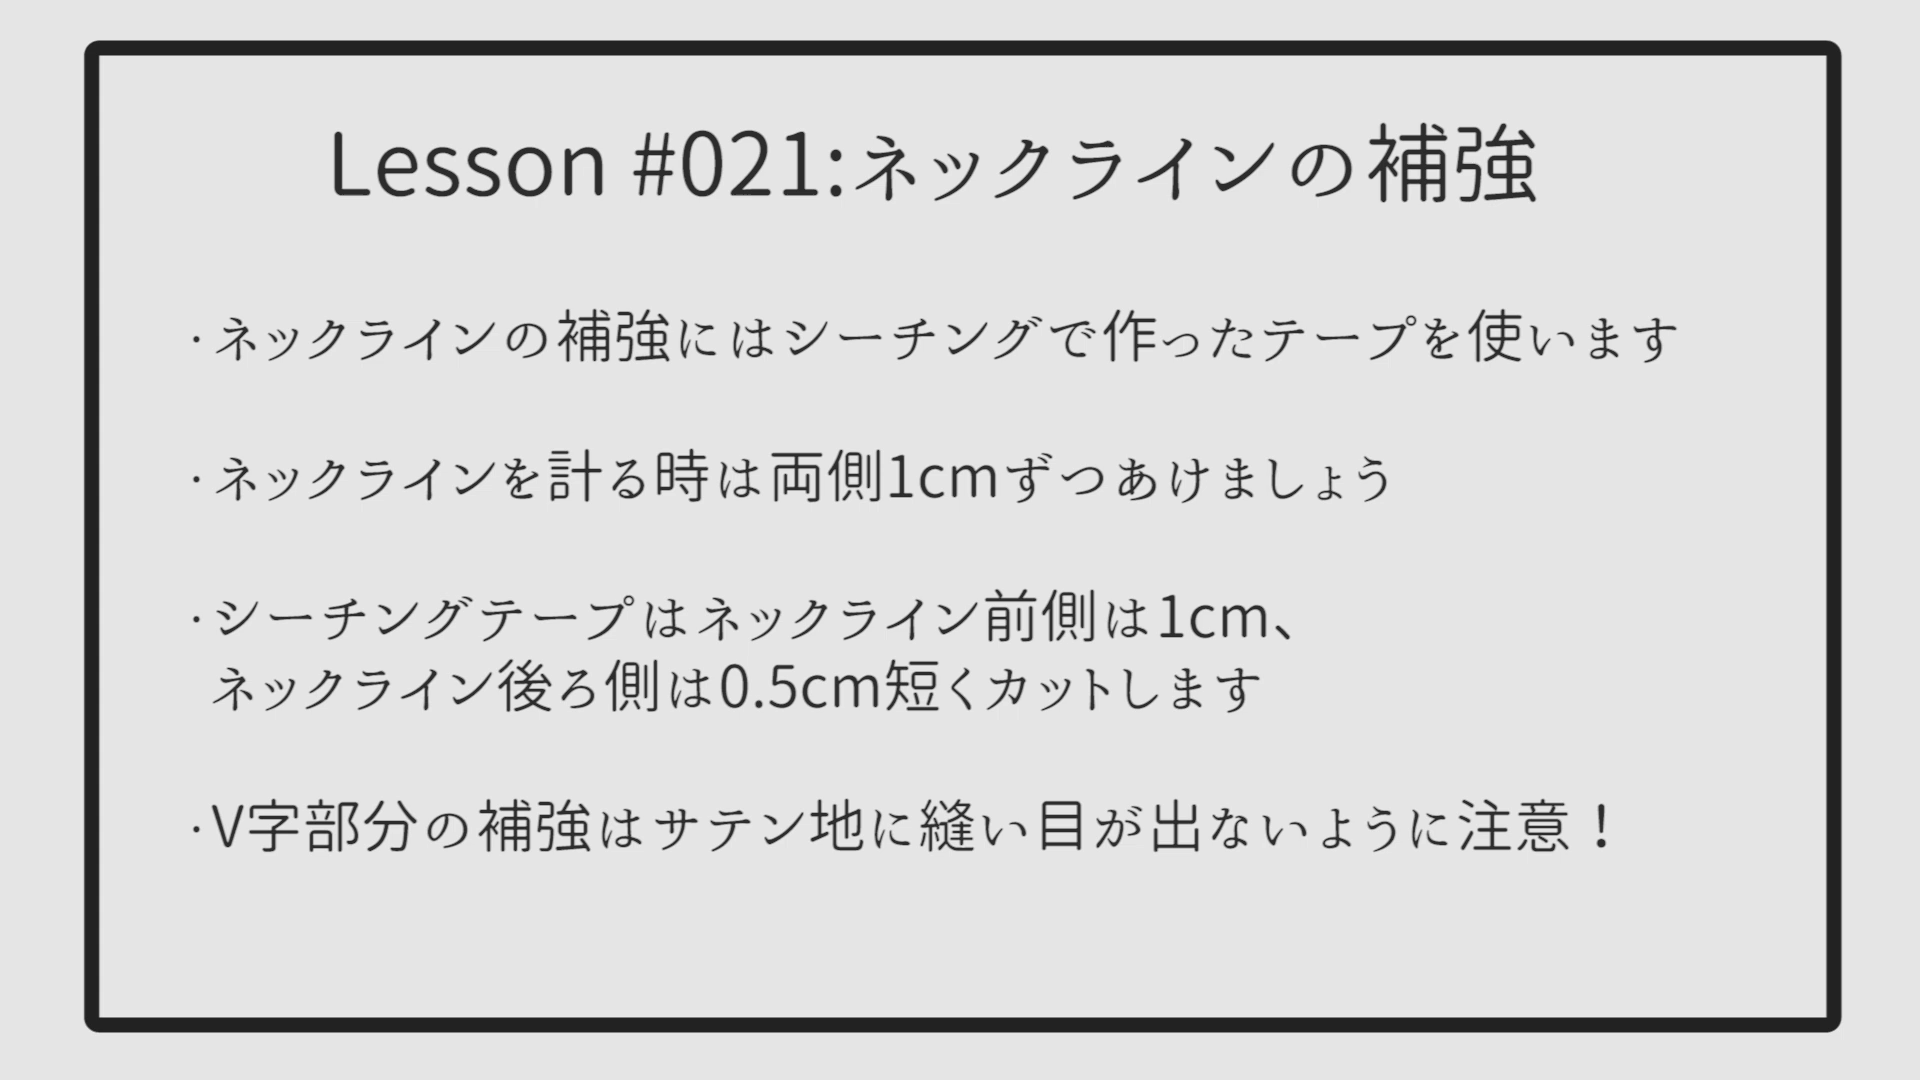 Lesson #021:ネックラインの補強
・ネックラインの補強にはシーチングで作ったテープを使います
・ネックラインを計る時は両側1cmずつあけましょう
・シーチングテープはネックライン前側は1cm、
ネックライン後ろ側は0.5cm短くカットします
・V字部分の補強はサテン地に縫い目が出ないように注意！